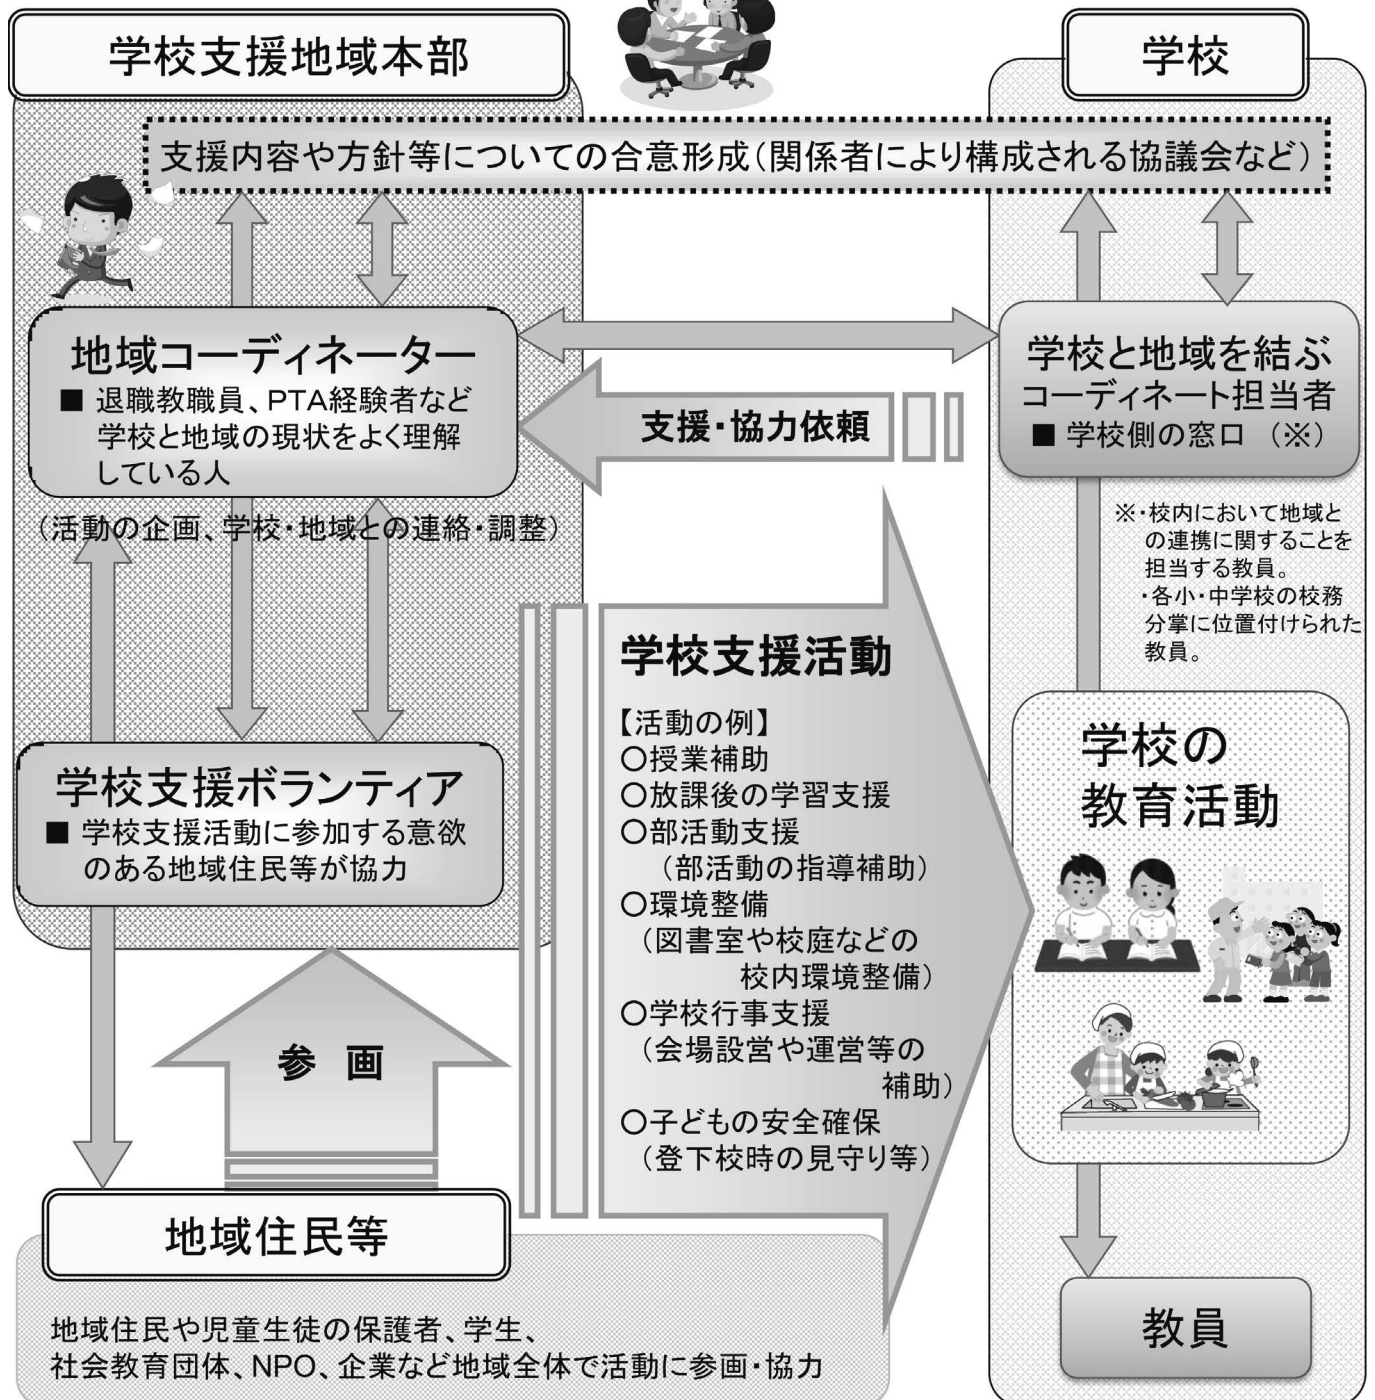 学校支援地域本部
学校
支援内容や方針等についての合意形成(関係者により構成される協議会など)
地域コーディネーター
■ 退職教職員、PTA経験者など
学校と地域の現状をよく理解
している人
(活動の企画、学校・地域との連絡・調整)
学校と地域を結ぶ
コーディネート担当者
■ 学校側の窓口 (※)
支援・協力依頼
※・校内において地域と
の連携に関することを
担当する教員。
・各小・中学校の校務
分掌に位置付けられた
教員。
学校支援ボランティア
■ 学校支援活動に参加する意欲
のある地域住民等が協力
学校支援活動
【活動の例】
○授業補助
○放課後の学習支援
○部活動支援
(部活動の指導補助)
○環境整備
(図書室や校庭などの
校内環境整備)
○学校行事支援
(会場設営や運営等の
補助)
○子どもの安全確保
(登下校時の見守り等)
学校の
教育活動
参 画
地域住民等
地域住民や児童生徒の保護者、学生、
社会教育団体、NPO、企業など地域全体で活動に参画・協力
教員